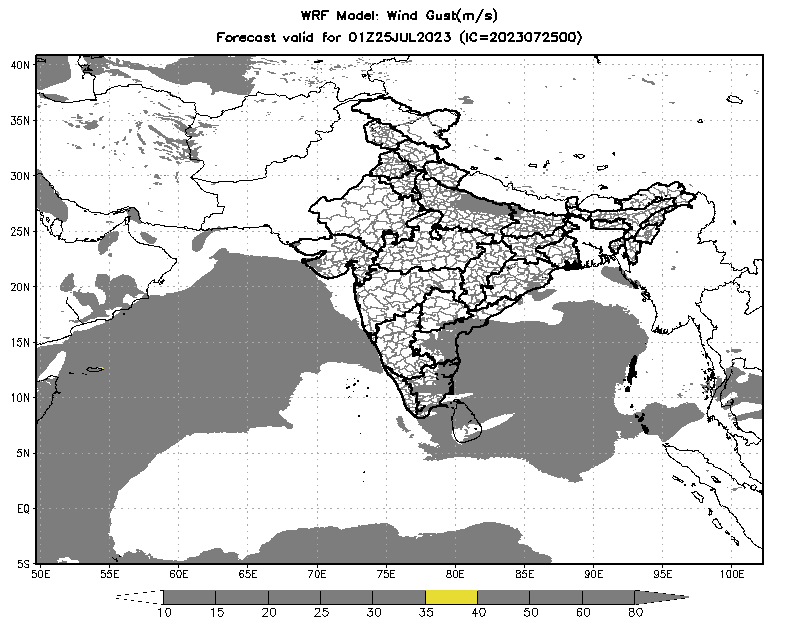 WRF Model: Wind Gust(m/s)
Forecast valid for 01Z25JUL2023 (IC=2023072500)
40N
35N
30N
25N
20N
15N
10N
5N
EQ
5S
50E 55E 60E 65E 70E 75E 80E 85E 90E 95E 100E
10 15 20 25 30 35 40 50 60 80